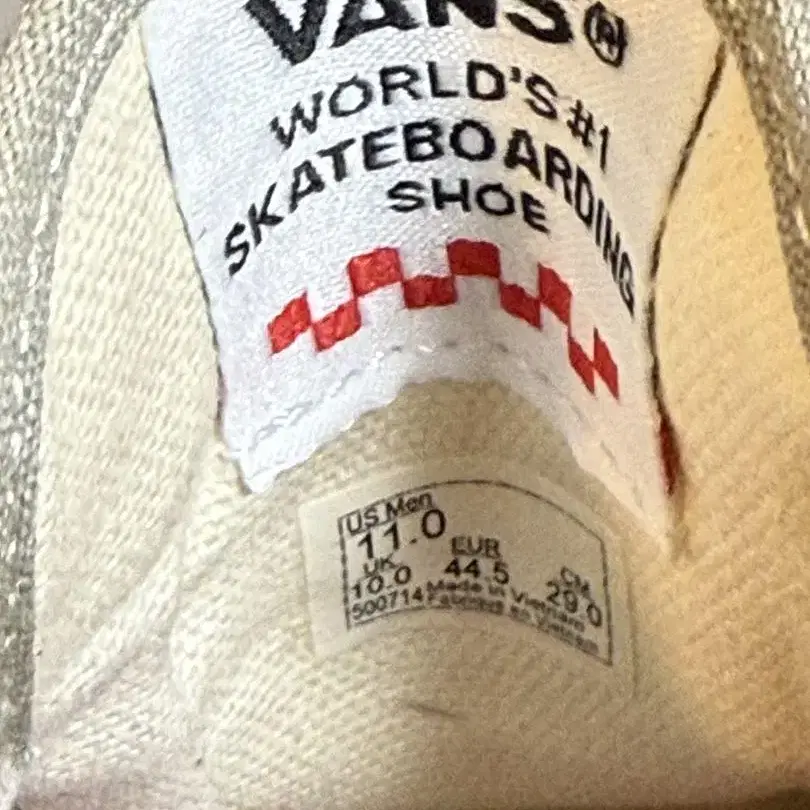 VANS®
WORLD'S #1
SKATEBOARDING
SHOE
US Men
11.0
UK EUR CM
10.0 44.5 29.0
500714 Made in Vietnam
Fabriqué en Vietnam